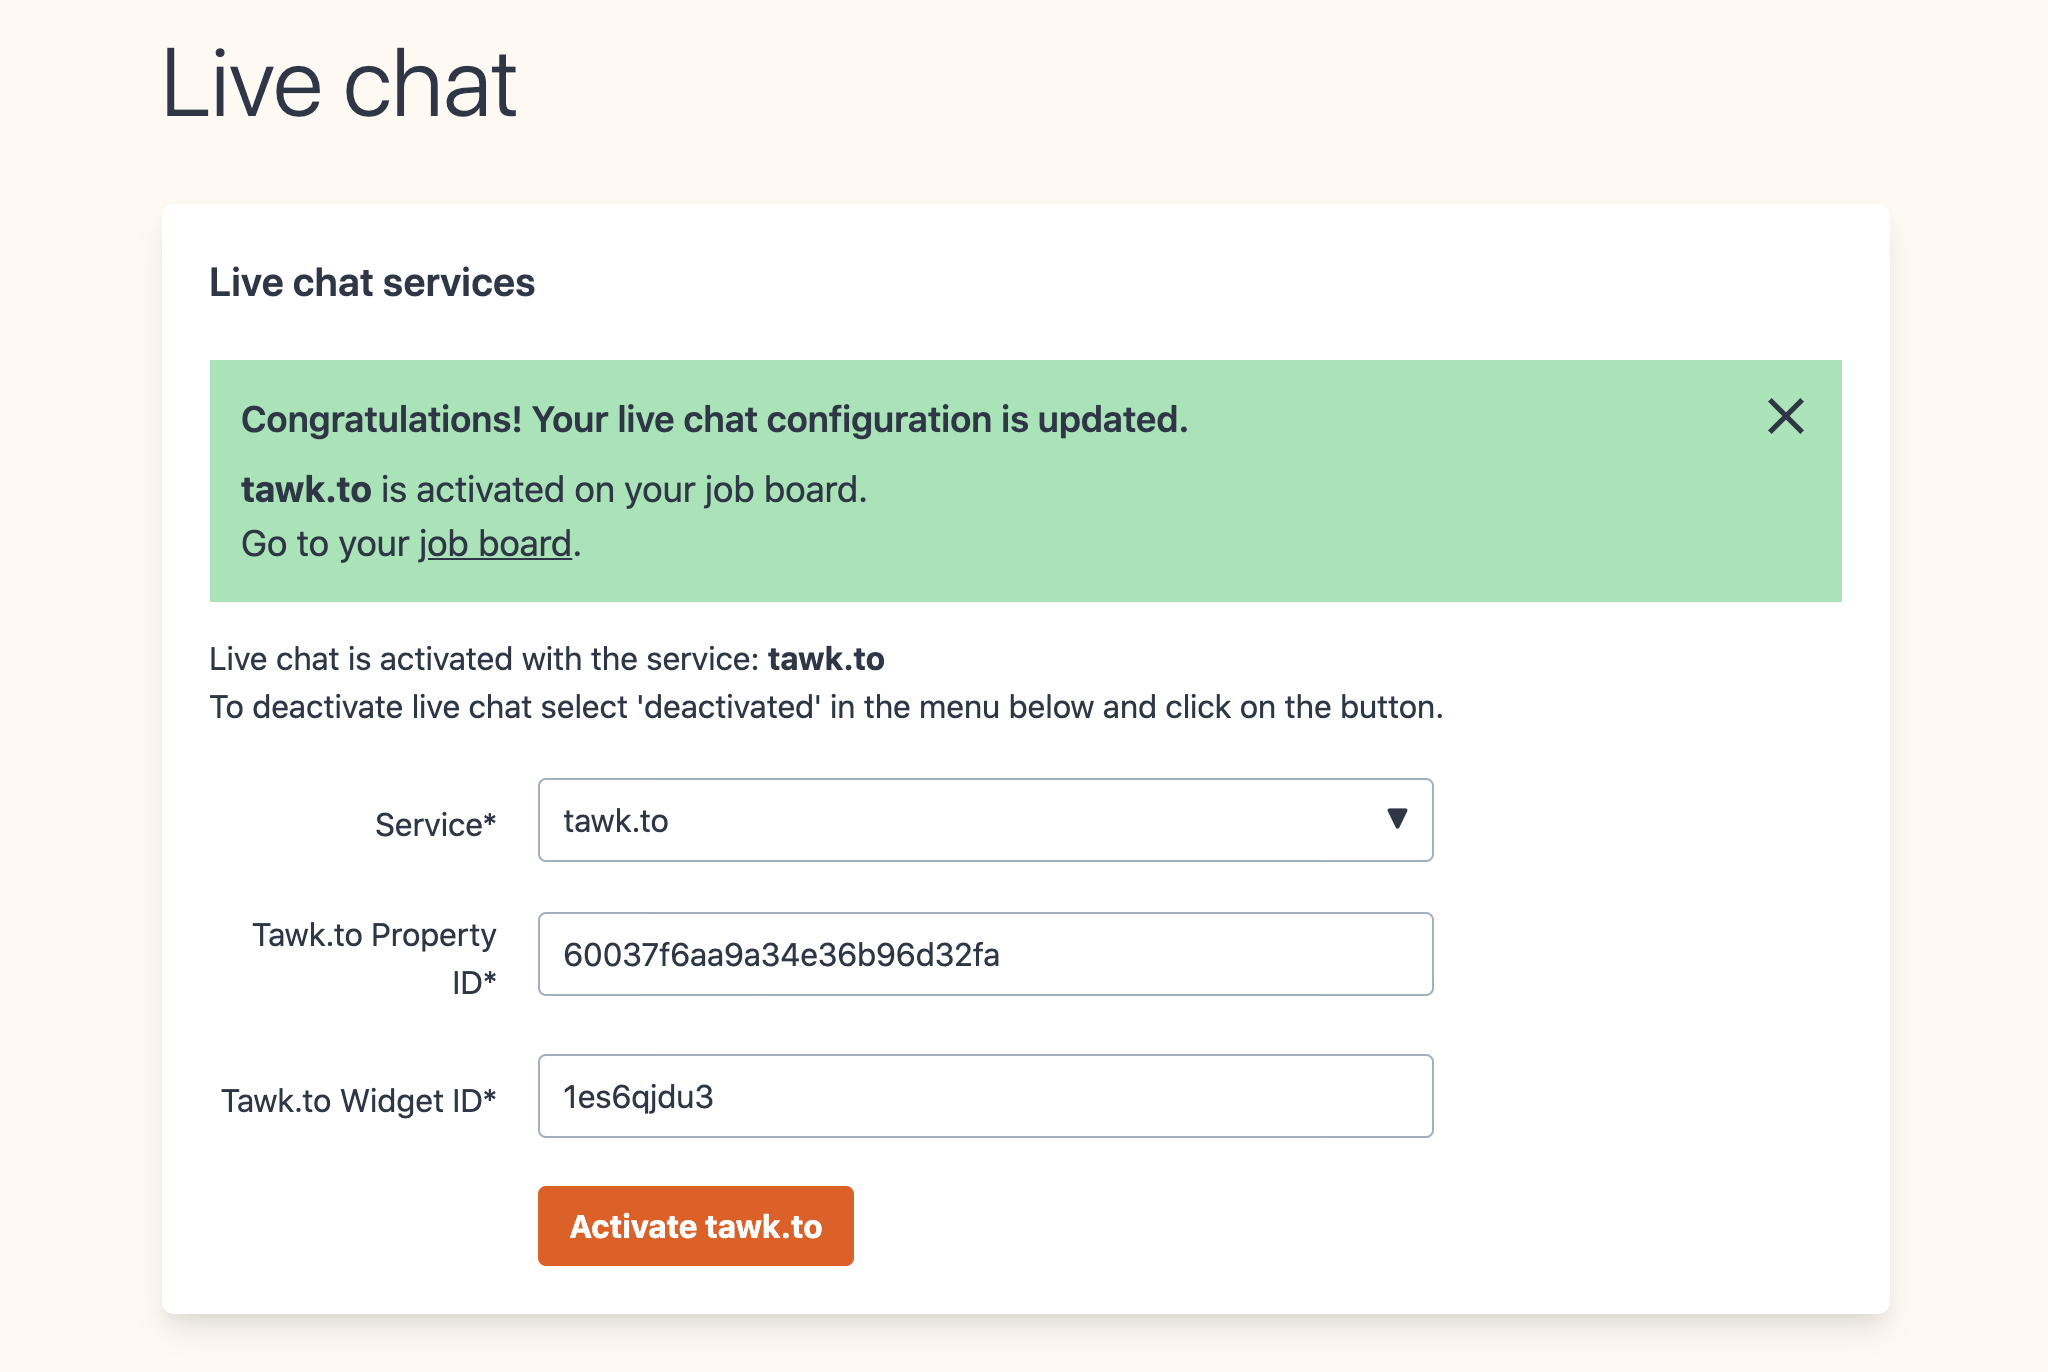 Live chat
Live chat services
Congratulations! Your live chat configuration is updated.
tawk.to is activated on your job board.
Go to your job board.
Live chat is activated with the service: tawk.to
To deactivate live chat select 'deactivated' in the menu below and click on the button.
Service*
tawk.to
Tawk.to Property
ID*
60037f6aa9a34e36b96d32fa
Tawk.to Widget ID*
1es6qjdu3
Activate tawk.to